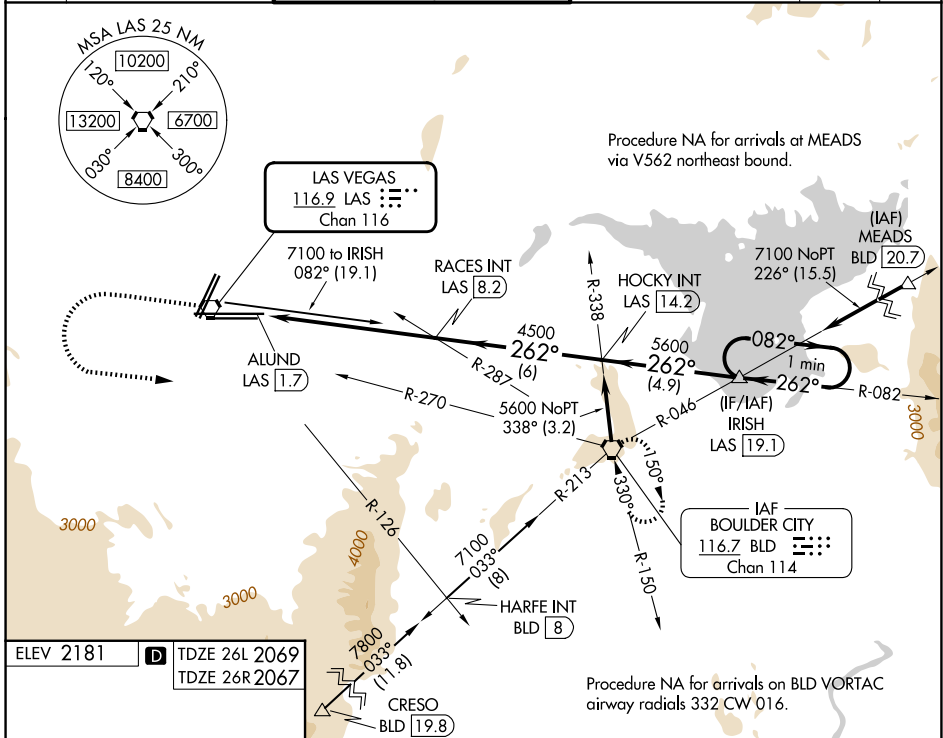 MSA LAS 25 NM
10200
120°
210°
13200
6700
030°
300°
8400
Procedure NA for arrivals at MEADS
via V562 northeast bound.
LAS VEGAS
116.9 LAS
Chan 116
(IAF)
MEADS
BLD 20.7
7100 to IRISH
082° (19.1)
RACES INT
LAS 8.2
7100 NoPT
226° (15.5)
HOCKY INT
LAS 14.2
R-338
4500
262°
(6)
5600
262°
(4.9)
082°
1 min
262°
ALUND
LAS 1.7
R-287
R-270
5600 NoPT
338° (3.2)
R-046
(IF/IAF)
IRISH
LAS 19.1
R-082
3000
R-213
150°
330°
R-150
IAF
BOULDER CITY
116.7 BLD
Chan 114
R-126
3000
4000
3000
7100
033°
(8)
HARFE INT
BLD 8
7800
033°
(11.8)
ELEV 2181
D
TDZE 26L 2069
TDZE 26R 2067
CRESO
BLD 19.8
Procedure NA for arrivals on BLD VORTAC
airway radials 332 CW 016.